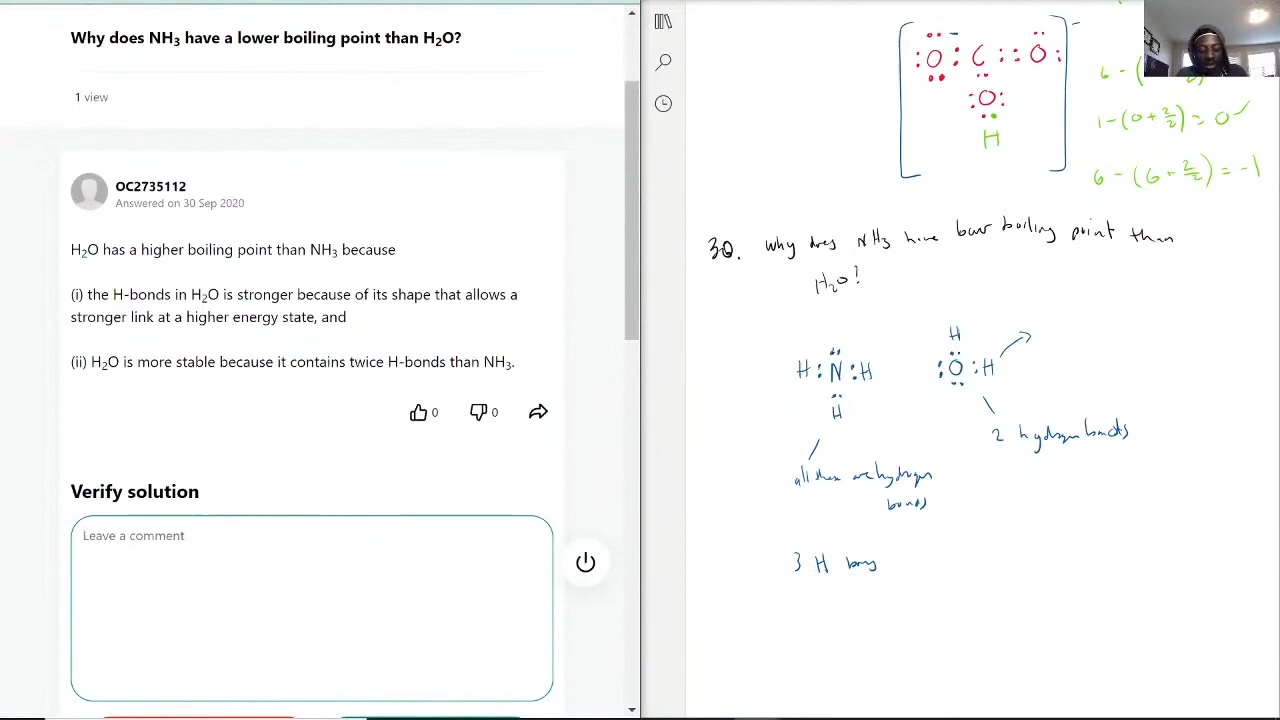 Why does NH₃ have a lower boiling point than H₂O?
1 view
OC2735112
Answered on 30 Sep 2020
H₂O has a higher boiling point than NH₃ because
(i) the H-bonds in H₂O is stronger because of its shape that allows a
stronger link at a higher energy state, and
(ii) H₂O is more stable because it contains twice H-bonds than NH₃.
0 0
Verify solution
Leave a comment
O C O
O
H
6 - (
1 - (0 + 2/2) = 0
6 - (6 + 2/2) = -1
30. Why does NH₃ have lower boiling point than
H₂O?
H : N : H
H
H
: O : H
2 hydrogen bonds
all these are hydrogen
bonds
3 H